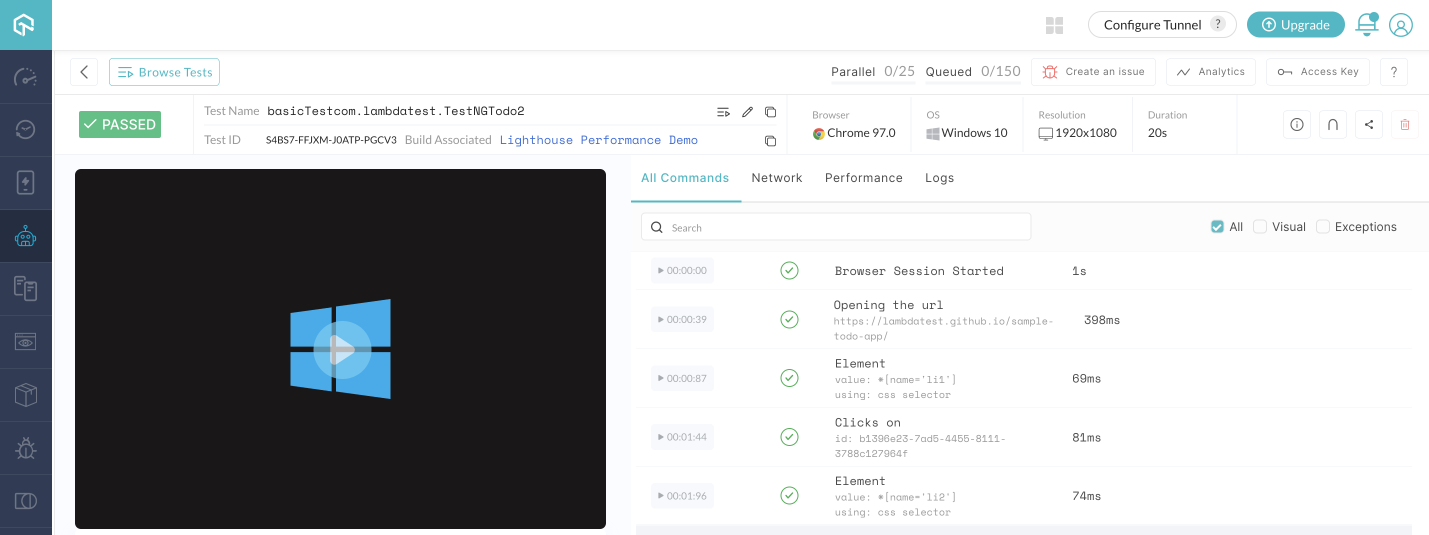 Configure Tunnel ?
Upgrade
Browse Tests
Parallel 0/25 Queued 0/150
Create an issue
Analytics
Access Key
?
PASSED
Test Name basicTestcom.lambdatest.TestNGTodo2
Test ID S4BS7-FFJXM-J0ATP-PGCV3 Build Associated Lighthouse Performance Demo
Browser
Chrome 97.0
OS
Windows 10
Resolution
1920x1080
Duration
20s
All Commands Network Performance Logs
Search
All Visual Exceptions
00:00:00 Browser Session Started 1s
00:00:39 Opening the url 398ms
https://lambdatest.github.io/sample-
todo-app/
00:00:87 Element 69ms
value: *[name='li1']
using: css selector
00:01:44 Clicks on 81ms
id: b1396e23-7ad5-4455-8111-
3788c127964f
00:01:96 Element 74ms
value: *[name='li2']
using: css selector